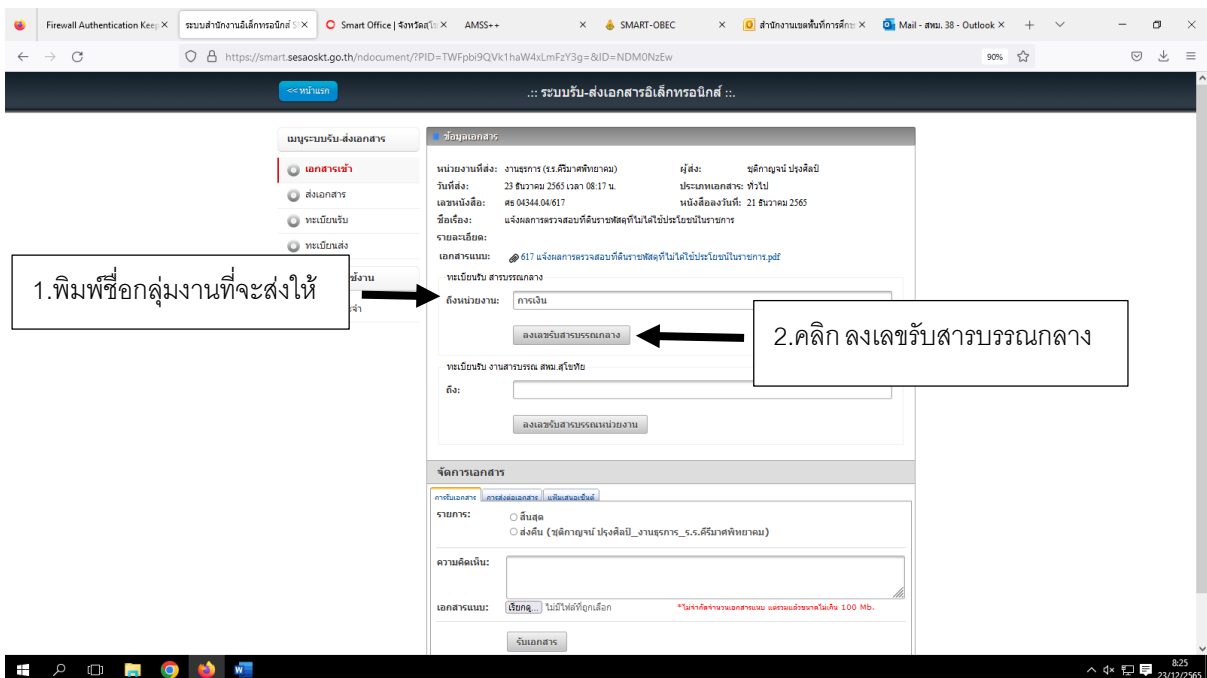 Firewall Authentication Keep
ระบบสำนักงานอิเล็กทรอนิกส์
Smart Office | จังหวัดสุโข
AMSS++
SMART-OBEC
สำนักงานเขตพื้นที่การศึกษ
Mail - สพม. 38 - Outlook
https://smart.sesaoskt.go.th/ndocument/?PID=TWFpbi9QVk1haW4xLmFzY3g=&ID=NDM0NzEw
90%
<<หน้าแรก
.:: ระบบรับ-ส่งเอกสารอิเล็กทรอนิกส์ ::.
เมนูระบบรับ-ส่งเอกสาร
เอกสารเข้า
ส่งเอกสาร
ทะเบียนรับ
ทะเบียนส่ง
ข้อมูลเอกสาร
หน่วยงานที่ส่ง: งานธุรการ (ร.ร.คีรีมาศพิทยาคม) ผู้ส่ง: ชุติกาญจน์ ปรุงศิลป์
วันที่ส่ง: 23 ธันวาคม 2565 เวลา 08:17 น. ประเภทเอกสาร: ทั่วไป
เลขหนังสือ: ศธ 04344.04/617 หนังสือลงวันที่: 21 ธันวาคม 2565
ชื่อเรื่อง: แจ้งผลการตรวจสอบที่ดินราชพัสดุที่ไม่ได้ใช้ประโยชน์ในราชการ
รายละเอียด:
เอกสารแนบ: 617 แจ้งผลการตรวจสอบที่ดินราชพัสดุที่ไม่ได้ใช้ประโยชน์ในราชการ.pdf
ทะเบียนรับ สารบรรณกลาง
1.พิมพ์ชื่อกลุ่มงานที่จะส่งให้
ถึงหน่วยงาน: การเงิน
ลงเลขรับสารบรรณกลาง
2.คลิก ลงเลขรับสารบรรณกลาง
ทะเบียนรับ งานสารบรรณ สพม.สุโขทัย
ถึง:
ลงเลขรับสารบรรณหน่วยงาน
จัดการเอกสาร
การรับเอกสาร การส่งต่อเอกสาร แฟ้มเสนอเซ็นต์
รายการ: สิ้นสุด
ส่งคืน (ชุติกาญจน์ ปรุงศิลป์_งานธุรการ_ร.ร.คีรีมาศพิทยาคม)
ความคิดเห็น:
เอกสารแนบ: เรียกดู... ไม่มีไฟล์ที่ถูกเลือก *ไม่จำกัดจำนวนเอกสารแนบ แต่รวมแล้วขนาดไม่เกิน 100 Mb.
รับเอกสาร
8:25
23/12/2565